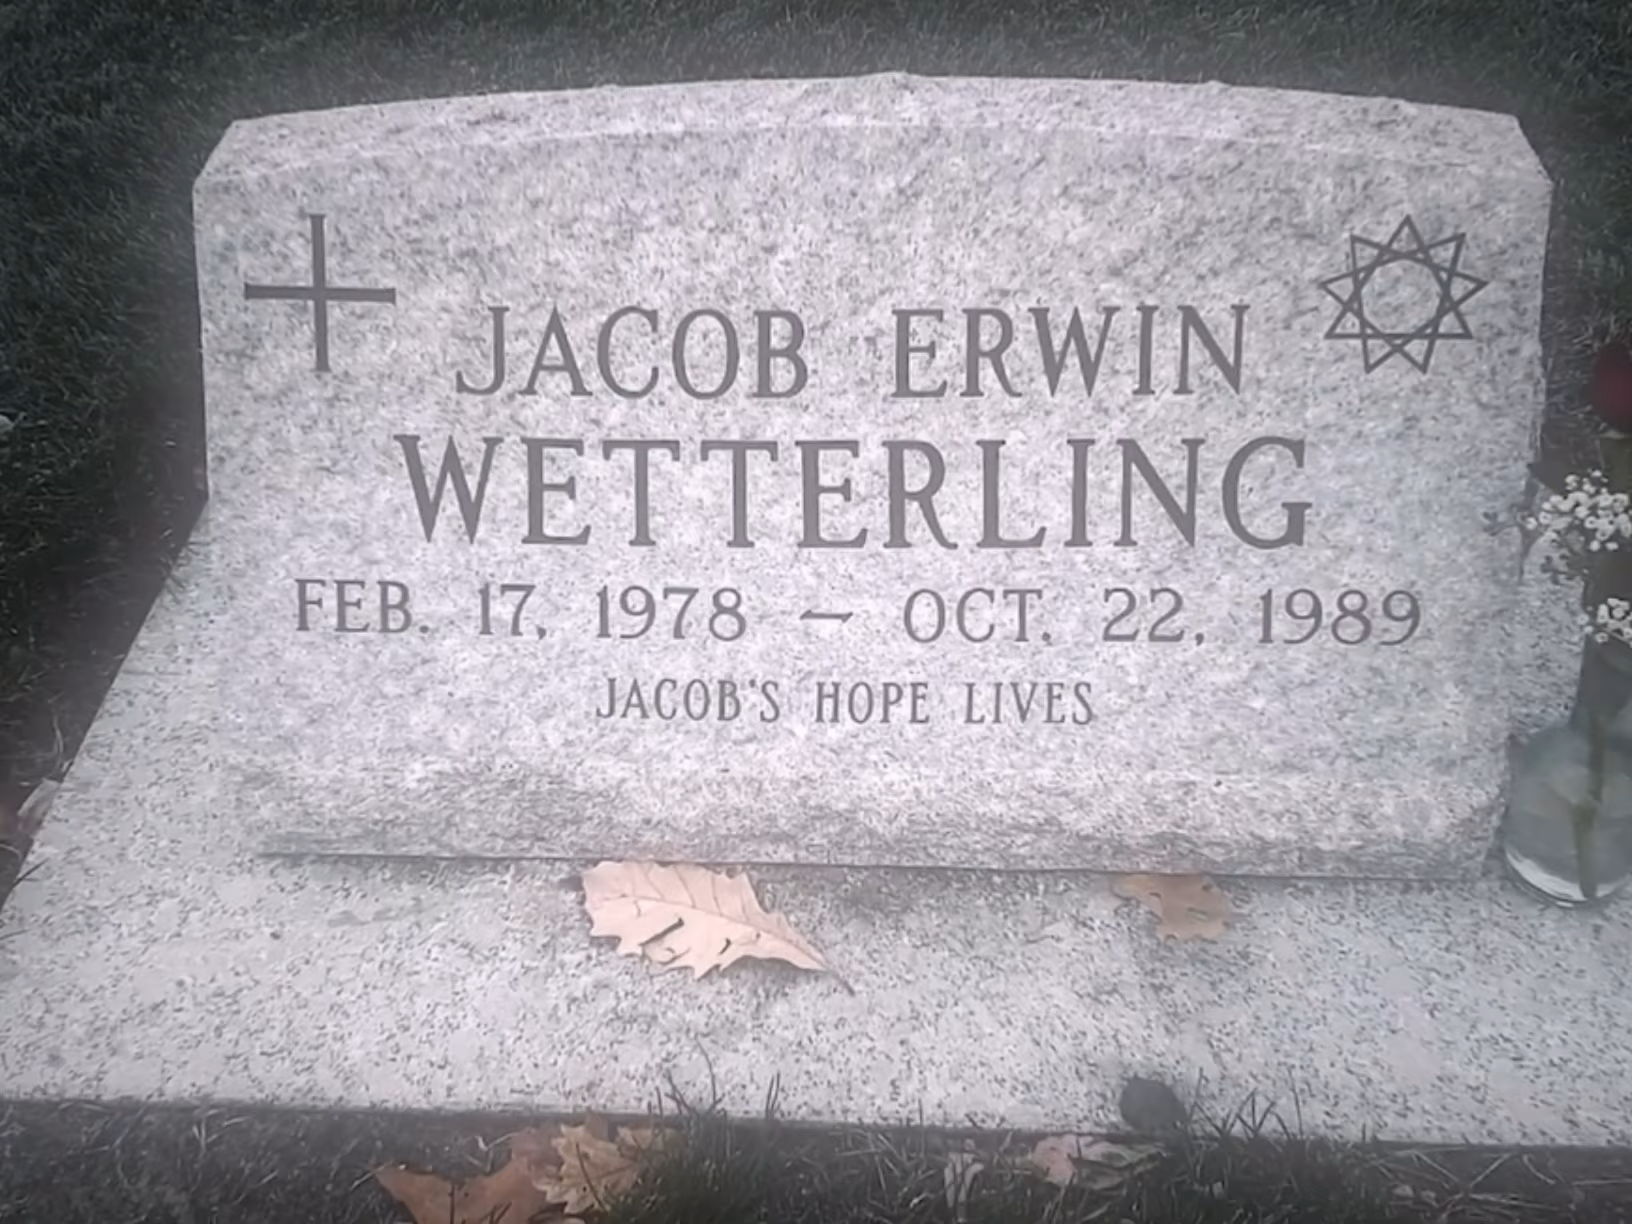 JACOB ERWIN
WETTERLING
FEB. 17, 1978 – OCT. 22, 1989
JACOB'S HOPE LIVES